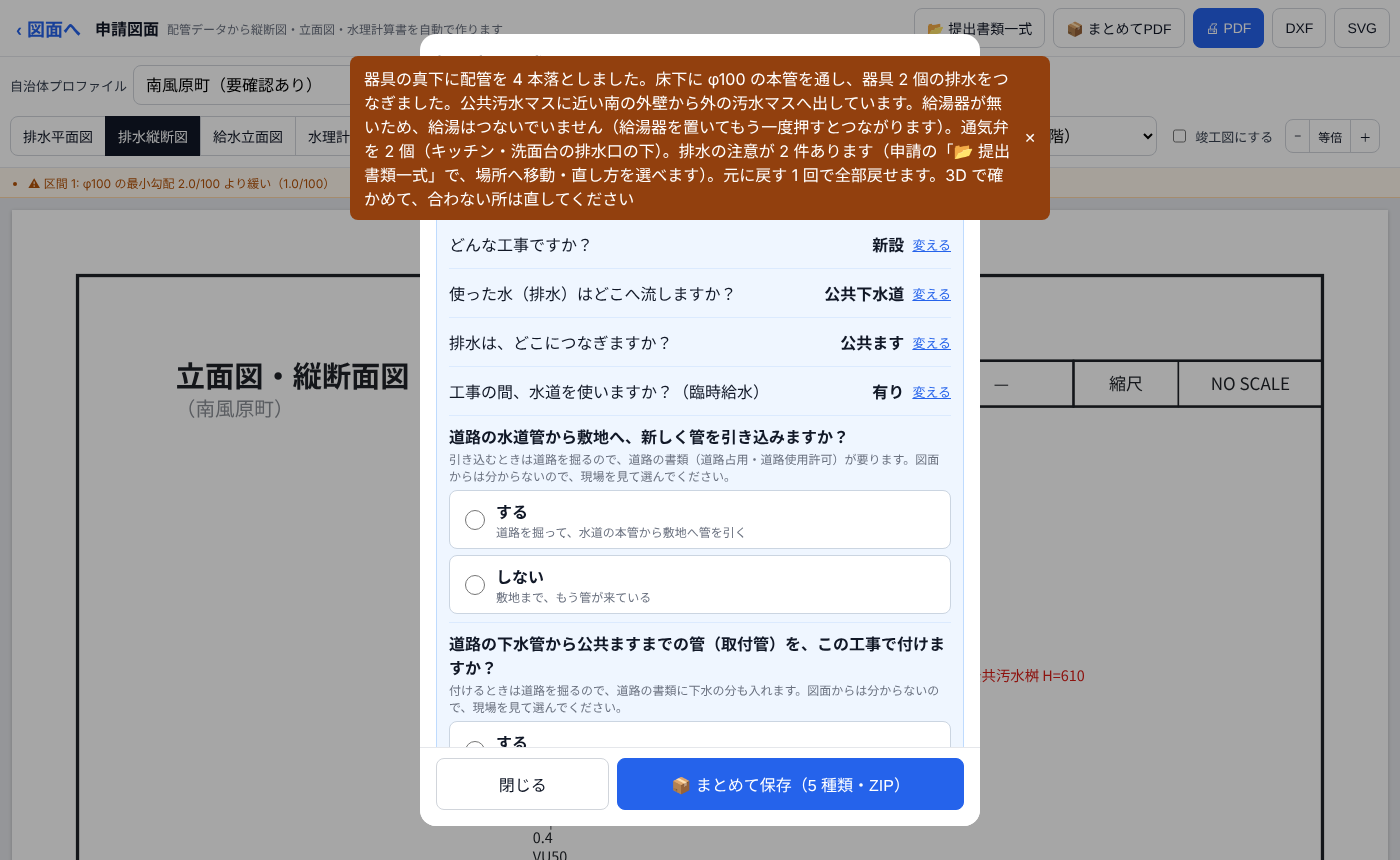 ‹ 図面へ 申請図面 配管データから縦断図・立面図・水理計算書を自動で作ります 📂 提出書類一式 📦 まとめてPDF 🖨 PDF DXF SVG
自治体プロファイル 南風原町（要確認あり）
排水平面図 排水縦断図 給水立面図 水理計 階） 竣工図にする − 等倍 ＋
• ⚠ 区間 1: φ100 の最小勾配 2.0/100 より緩い（1.0/100）
器具の真下に配管を 4 本落としました。床下に φ100 の本管を通し、器具 2 個の排水をつ
なぎました。公共汚水マスに近い南の外壁から外の汚水マスへ出しています。給湯器が無
いため、給湯はつないでいません（給湯器を置いてもう一度押すとつながります）。通気弁
を 2 個（キッチン・洗面台の排水口の下）。排水の注意が 2 件あります（申請の「📂 提出
書類一式」で、場所へ移動・直し方を選べます）。元に戻す 1 回で全部戻せます。3D で確
かめて、合わない所は直してください
×
どんな工事ですか？ 新設 変える
使った水（排水）はどこへ流しますか？ 公共下水道 変える
排水は、どこにつなぎますか？ 公共ます 変える
工事の間、水道を使いますか？（臨時給水） 有り 変える
道路の水道管から敷地へ、新しく管を引き込みますか？
引き込むときは道路を掘るので、道路の書類（道路占用・道路使用許可）が要ります。図面
からは分からないので、現場を見て選んでください。
する
道路を掘って、水道の本管から敷地へ管を引く
しない
敷地まで、もう管が来ている
道路の下水管から公共ますまでの管（取付管）を、この工事で付けま
すか？
付けるときは道路を掘るので、道路の書類に下水の分も入れます。図面からは分からないの
で、現場を見て選んでください。
する
閉じる 📦 まとめて保存（5 種類・ZIP）
立面図・縦断面図
（南風原町）
— 縮尺 NO SCALE
共汚水桝 H=610
0.4
VU50